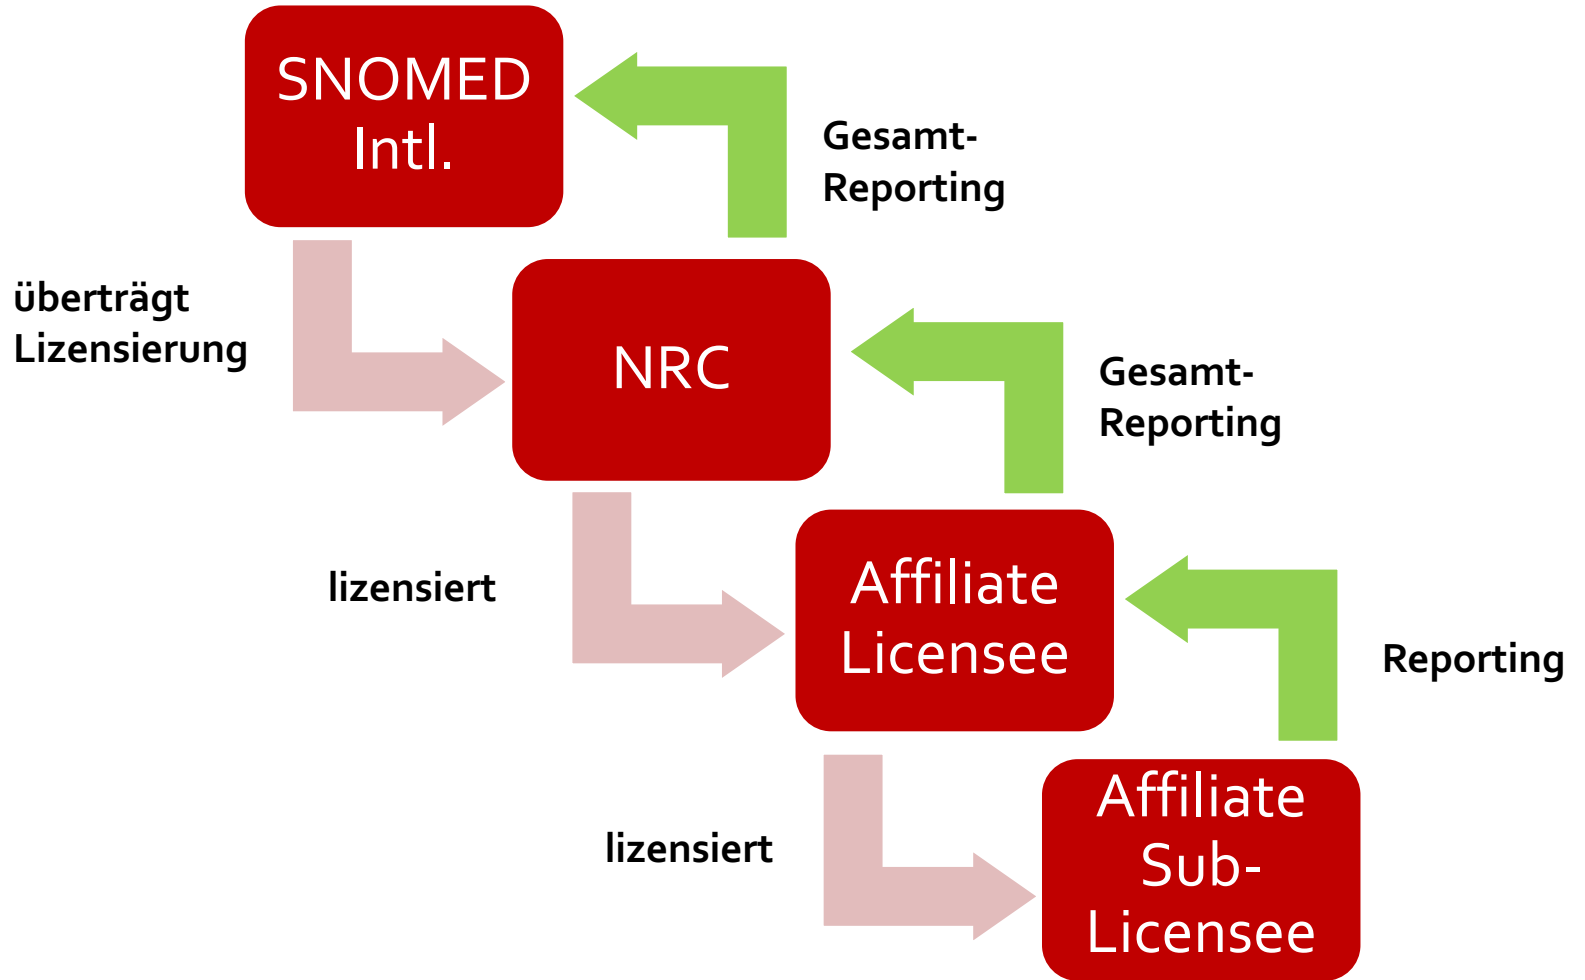 SNOMED
Intl.
Gesamt-
Reporting
überträgt
Lizensierung
NRC
Gesamt-
Reporting
lizensiert
Affiliate
Licensee
Reporting
lizensiert
Affiliate
Sub-
Licensee